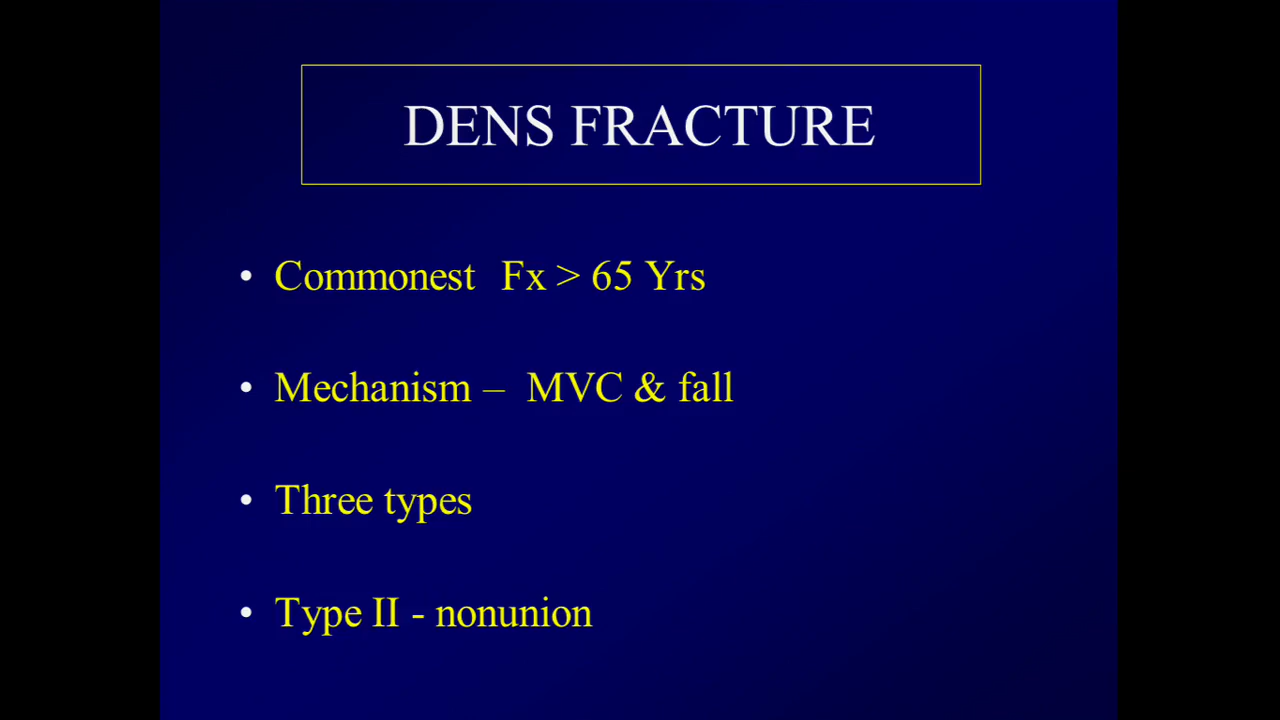 DENS FRACTURE
• Commonest Fx > 65 Yrs
• Mechanism – MVC & fall
• Three types
• Type II - nonunion